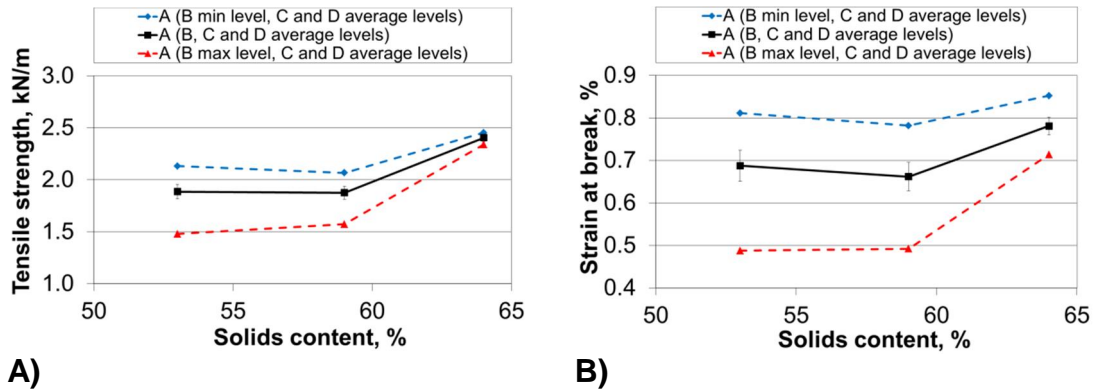 A (B min level, C and D average levels)
A (B, C and D average levels)
A (B max level, C and D average levels)
Tensile strength, kN/m
3.0
2.5
2.0
1.5
1.0
50
55
60
65
Solids content, %
A)
A (B min level, C and D average levels)
A (B, C and D average levels)
A (B max level, C and D average levels)
Strain at break, %
0.9
0.8
0.7
0.6
0.5
0.4
50
55
60
65
Solids content, %
B)